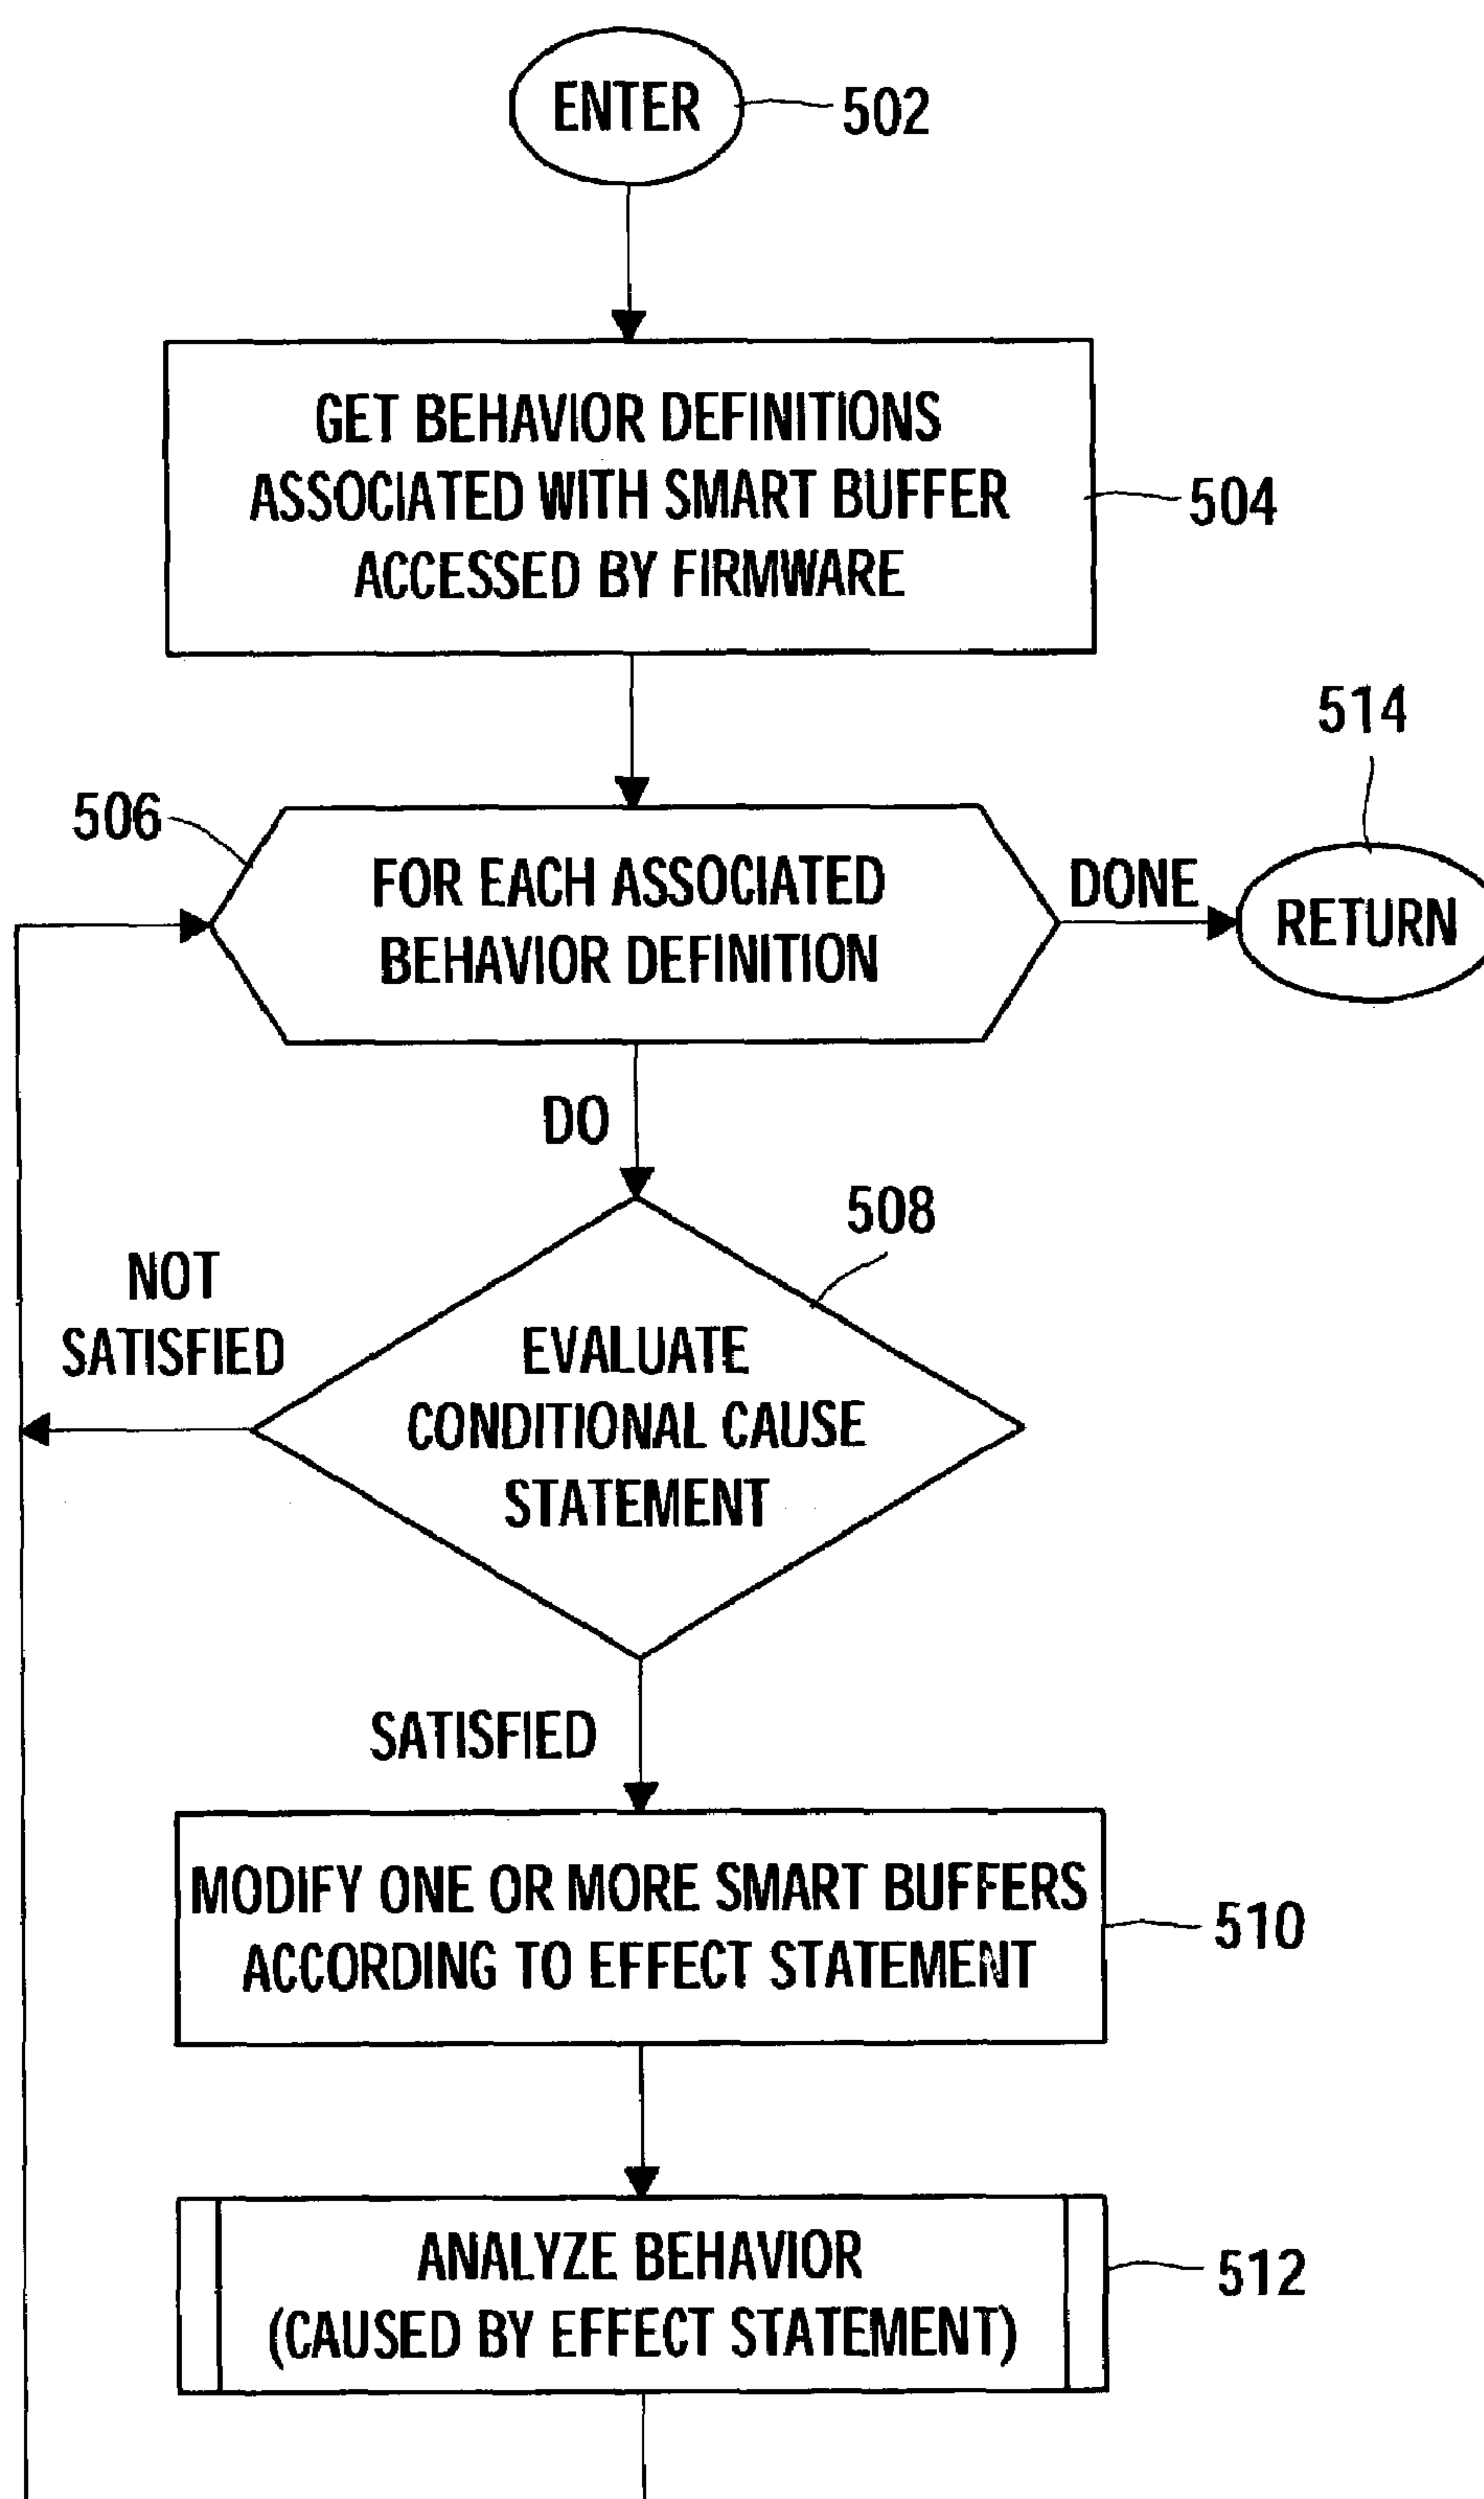 ENTER
502
GET BEHAVIOR DEFINITIONS
ASSOCIATED WITH SMART BUFFER
ACCESSED BY FIRMWARE
504
514
506
FOR EACH ASSOCIATED
BEHAVIOR DEFINITION
DONE
RETURN
DO
508
NOT
SATISFIED
EVALUATE
CONDITIONAL CAUSE
STATEMENT
SATISFIED
MODIFY ONE OR MORE SMART BUFFERS
ACCORDING TO EFFECT STATEMENT
510
ANALYZE BEHAVIOR
(CAUSED BY EFFECT STATEMENT)
512